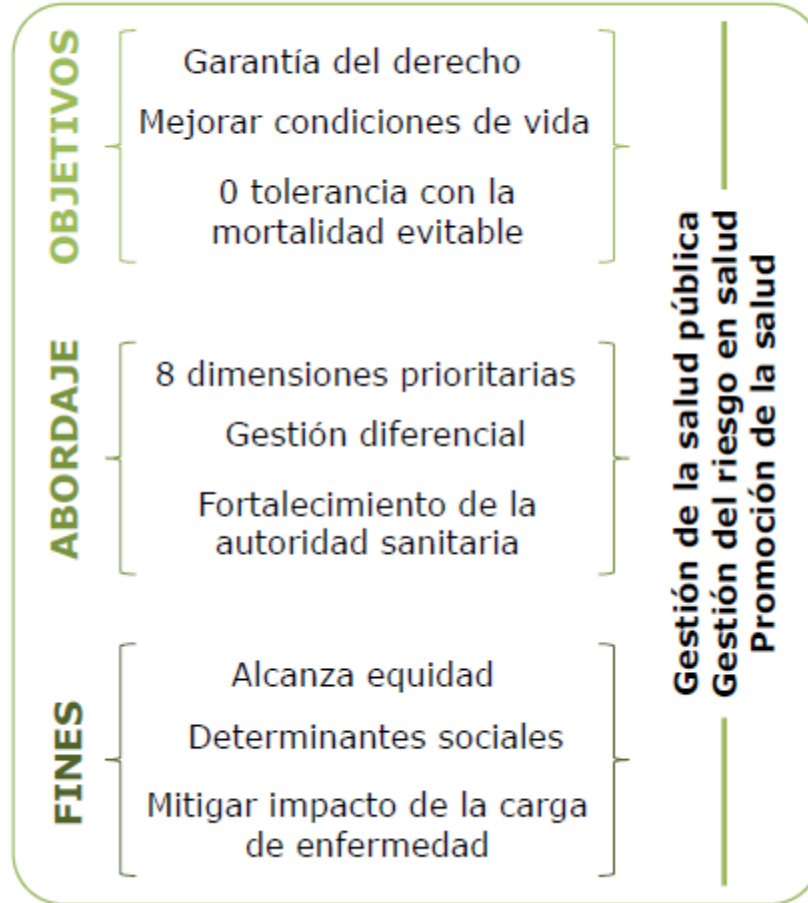 OBJETIVOS
Garantía del derecho
Mejorar condiciones de vida
0 tolerancia con la
mortalidad evitable
ABORDAJE
8 dimensiones prioritarias
Gestión diferencial
Fortalecimiento de la
autoridad sanitaria
FINES
Alcanza equidad
Determinantes sociales
Mitigar impacto de la carga
de enfermedad
Gestión de la salud pública
Gestión del riesgo en salud
Promoción de la salud